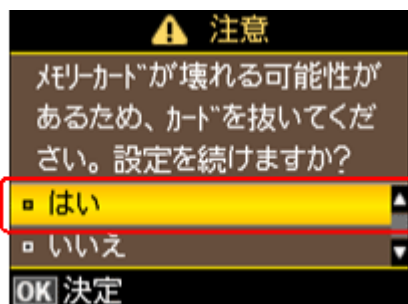 注意
ﾒﾓﾘｰｶｰﾄﾞが壊れる可能性が
あるため、ｶｰﾄﾞを抜いてくだ
さい。設定を続けますか?
はい
いいえ
OK 決定